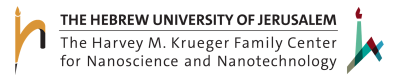 THE HEBREW UNIVERSITY OF JERUSALEM
The Harvey M. Krueger Family Center
for Nanoscience and Nanotechnology